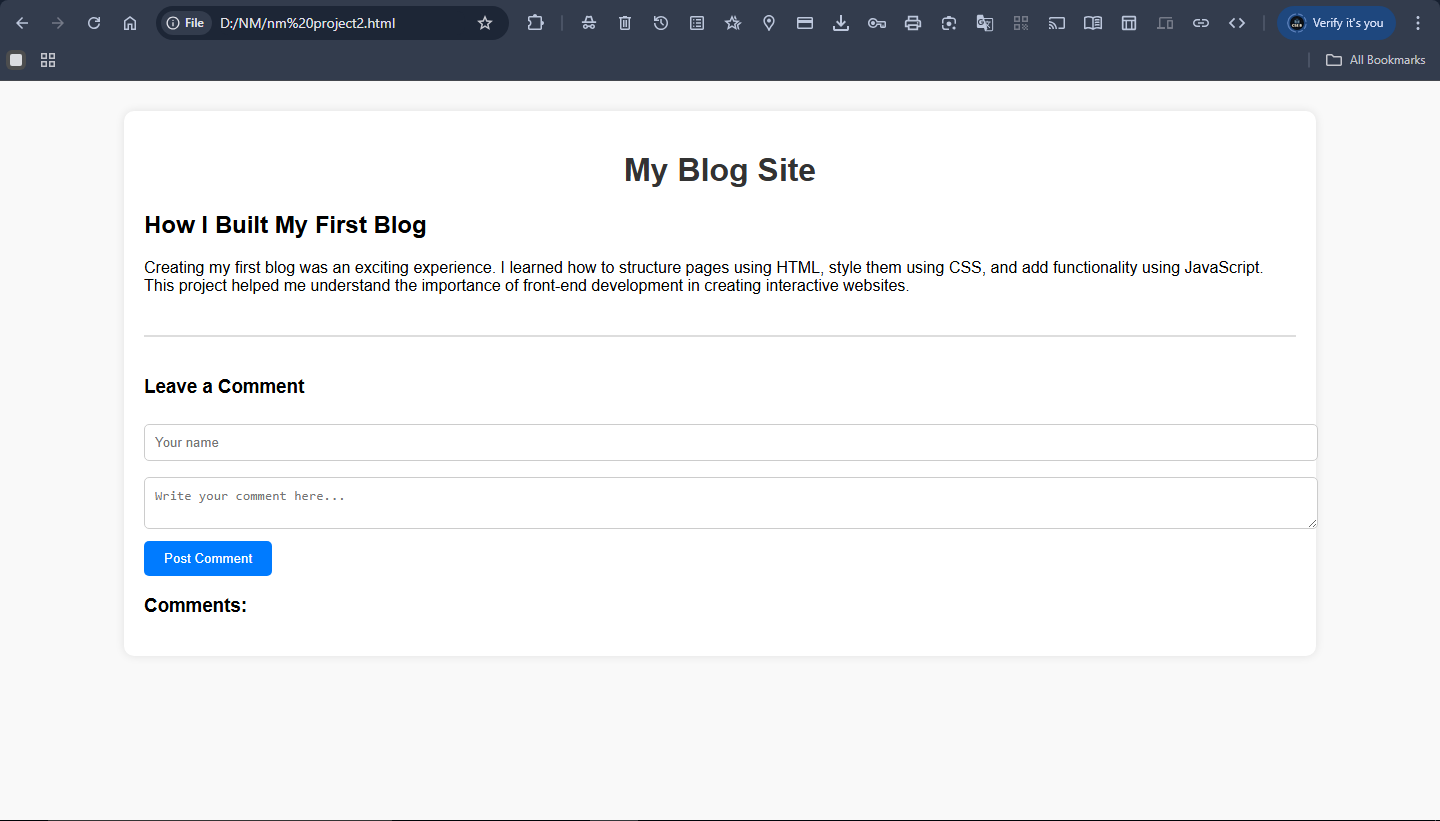 File D:/NM/nm%20project2.html Verify it's you
All Bookmarks
My Blog Site
How I Built My First Blog
Creating my first blog was an exciting experience. I learned how to structure pages using HTML, style them using CSS, and add functionality using JavaScript.
This project helped me understand the importance of front-end development in creating interactive websites.
Leave a Comment
Your name
Write your comment here...
Post Comment
Comments: